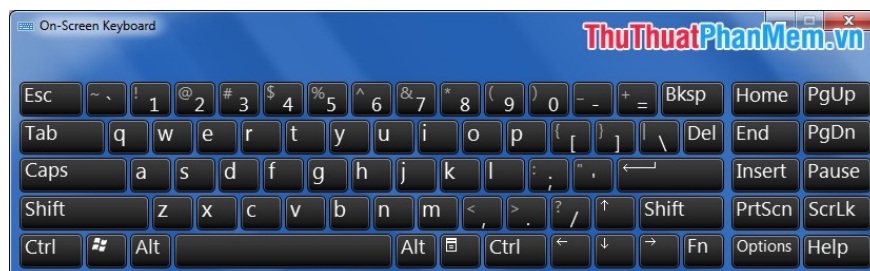 On-Screen Keyboard
ThuThuatPhanMem.vn
Esc ~ ` ! 1 @ 2 # 3 $ 4 % 5 ^ 6 & 7 * 8 ( 9 ) 0 _ - + = Bksp Home PgUp
Tab q w e r t y u i o p { [ } ] | \ Del End PgDn
Caps a s d f g h j k l : ; " ' Insert Pause
Shift z x c v b n m < , > . ? / ↑ Shift PrtScn ScrLk
Ctrl Alt Alt Ctrl ← ↓ → Fn Options Help